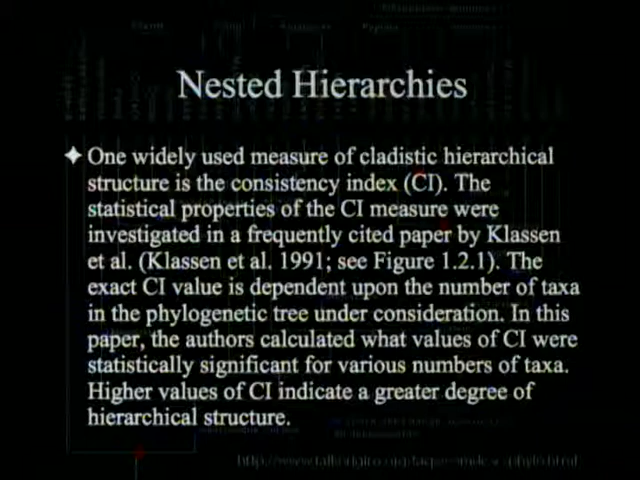 Nested Hierarchies
✦ One widely used measure of cladistic hierarchical
structure is the consistency index (CI). The
statistical properties of the CI measure were
investigated in a frequently cited paper by Klassen
et al. (Klassen et al. 1991; see Figure 1.2.1). The
exact CI value is dependent upon the number of taxa
in the phylogenetic tree under consideration. In this
paper, the authors calculated what values of CI were
statistically significant for various numbers of taxa.
Higher values of CI indicate a greater degree of
hierarchical structure.